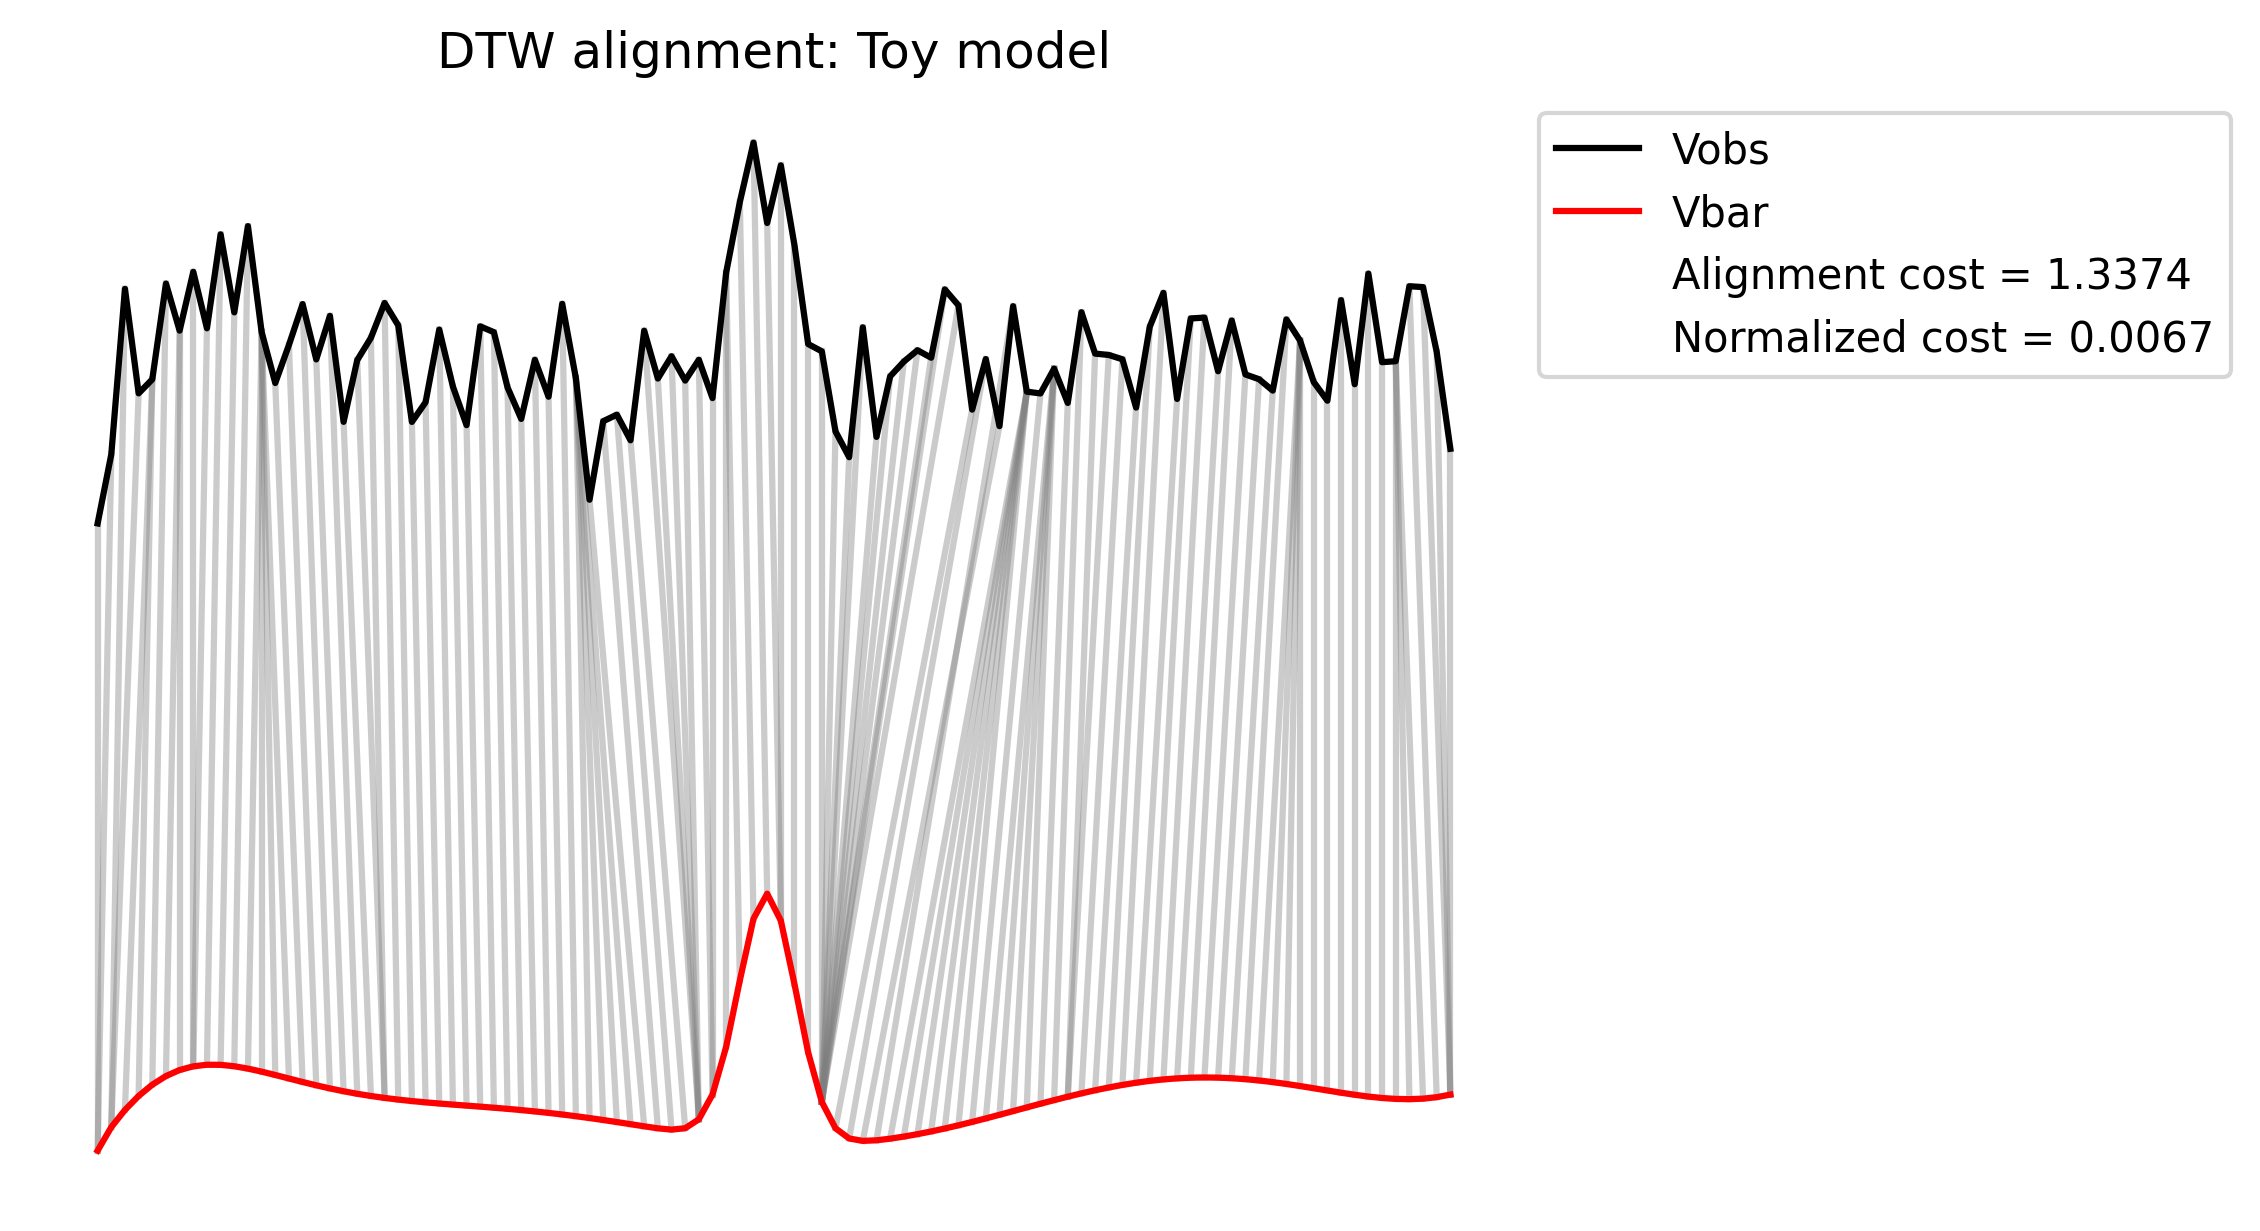 DTW alignment: Toy model
Vobs
Vbar
Alignment cost = 1.3374
Normalized cost = 0.0067